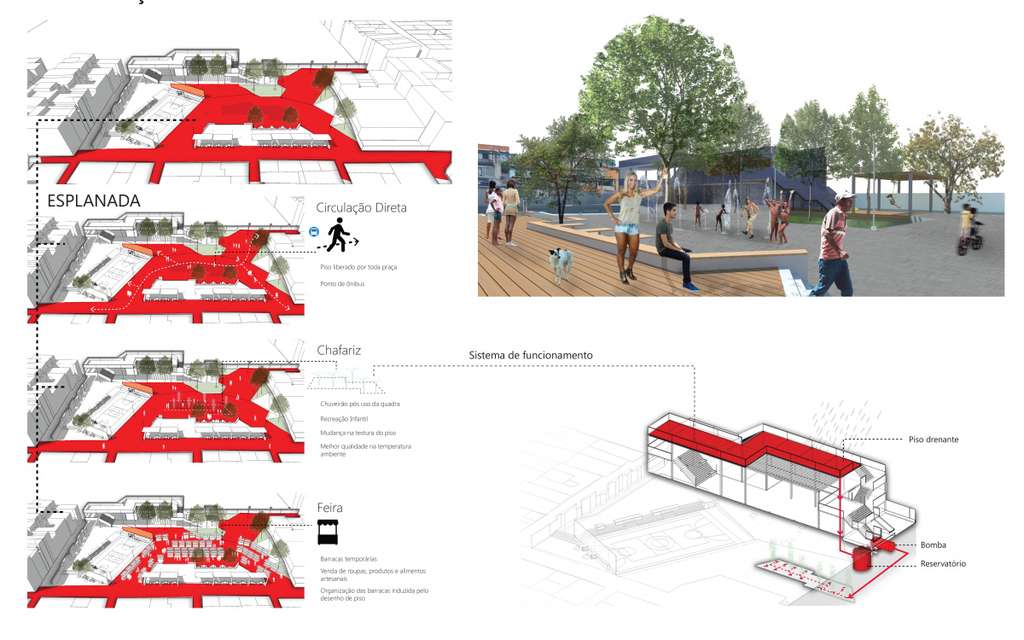 ESPLANADA
Circulação Direta
Piso liberado por toda praça
Ponto de ônibus
Chafariz
Chuveirão pós uso da quadra
Recreação Infantil
Mudança na textura do piso
Melhor qualidade na temperatura
ambiente
Feira
Barracas temporárias
Venda de roupas, produtos e alimentos
artesanais
Organização das barracas induzida pelo
desenho de piso
Sistema de funcionamento
Piso drenante
Bomba
Reservatório